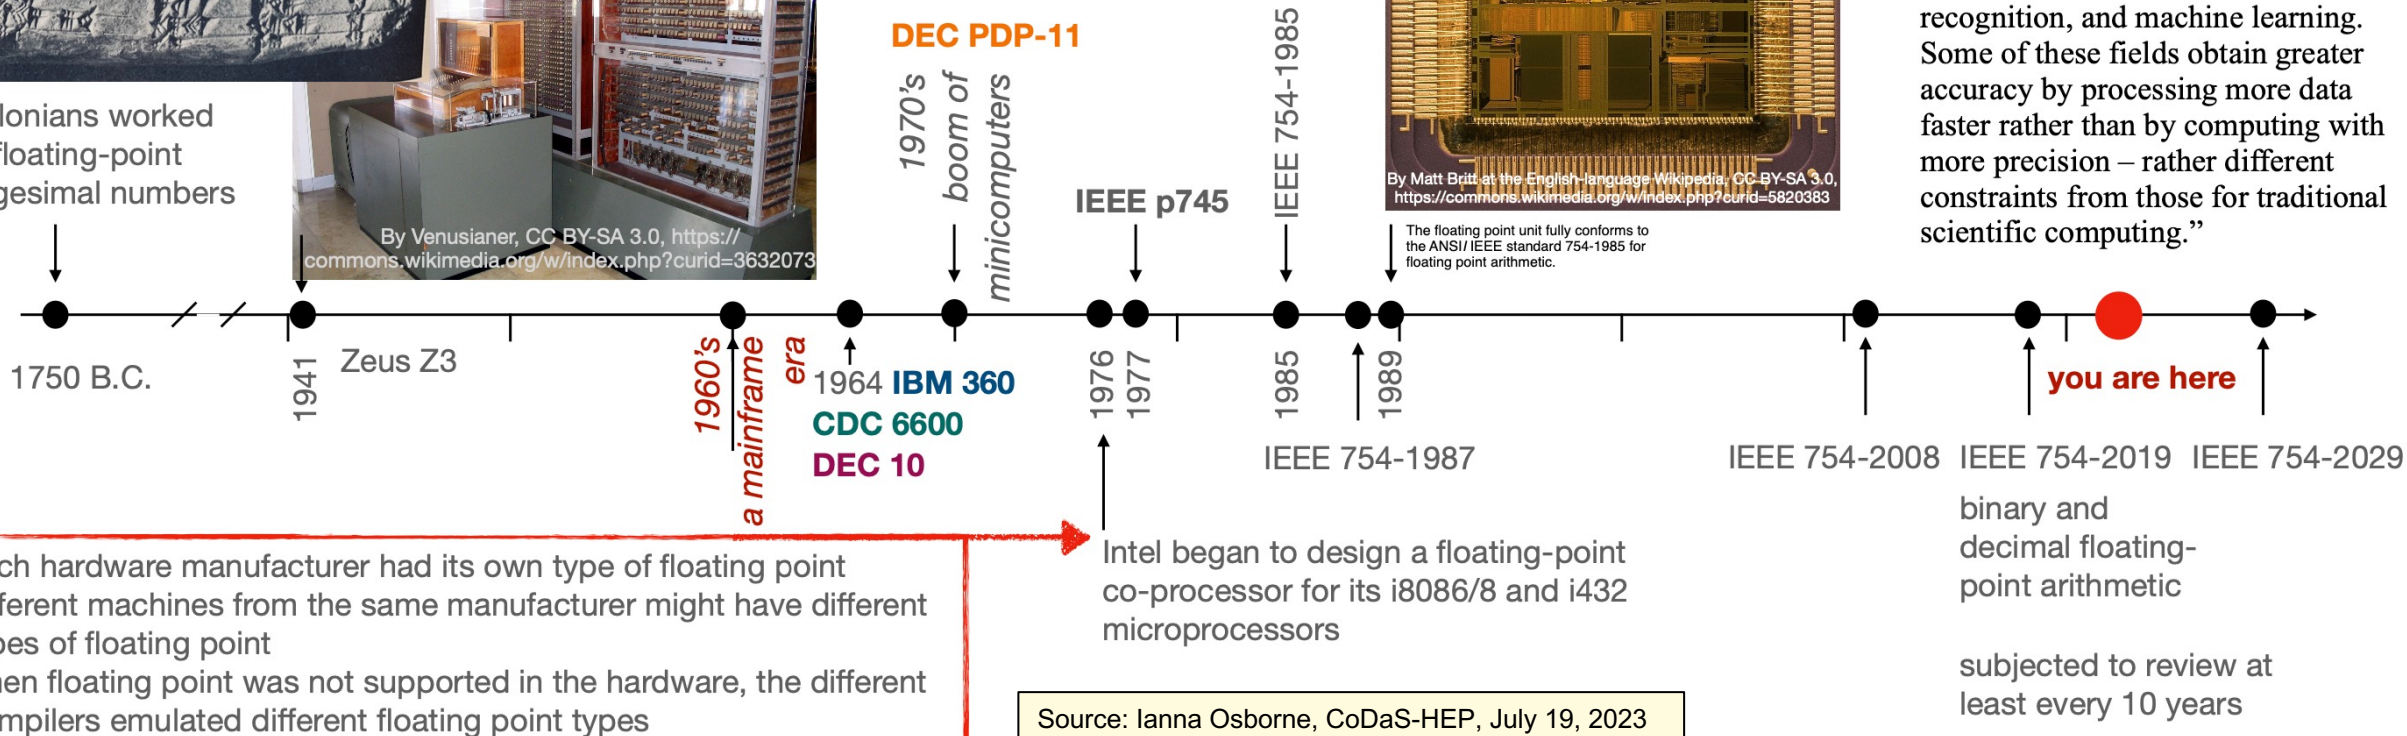 lonians worked
floating-point
gesimal numbers
1750 B.C.
By Venusianer, CC BY-SA 3.0, https://
commons.wikimedia.org/w/index.php?curid=3632073
1941
Zeus Z3
1960's
a mainframe
era
1964 IBM 360
CDC 6600
DEC 10
DEC PDP-11
1970's
boom of
minicomputers
1976
IEEE p745
1977
IEEE 754-1985
1985
IEEE 754-1987
1989
By Matt Britt at the English-language Wikipedia, CC BY-SA 3.0,
https://commons.wikimedia.org/w/index.php?curid=5820383
The floating point unit fully conforms to
the ANSI/ IEEE standard 754-1985 for
floating point arithmetic.
recognition, and machine learning.
Some of these fields obtain greater
accuracy by processing more data
faster rather than by computing with
more precision – rather different
constraints from those for traditional
scientific computing.”
you are here
IEEE 754-2008
IEEE 754-2019
IEEE 754-2029
binary and
decimal floating-
point arithmetic
subjected to review at
least every 10 years
Intel began to design a floating-point
co-processor for its i8086/8 and i432
microprocessors
ch hardware manufacturer had its own type of floating point
ferent machines from the same manufacturer might have different
pes of floating point
hen floating point was not supported in the hardware, the different
mpilers emulated different floating point types
Source: Ianna Osborne, CoDaS-HEP, July 19, 2023